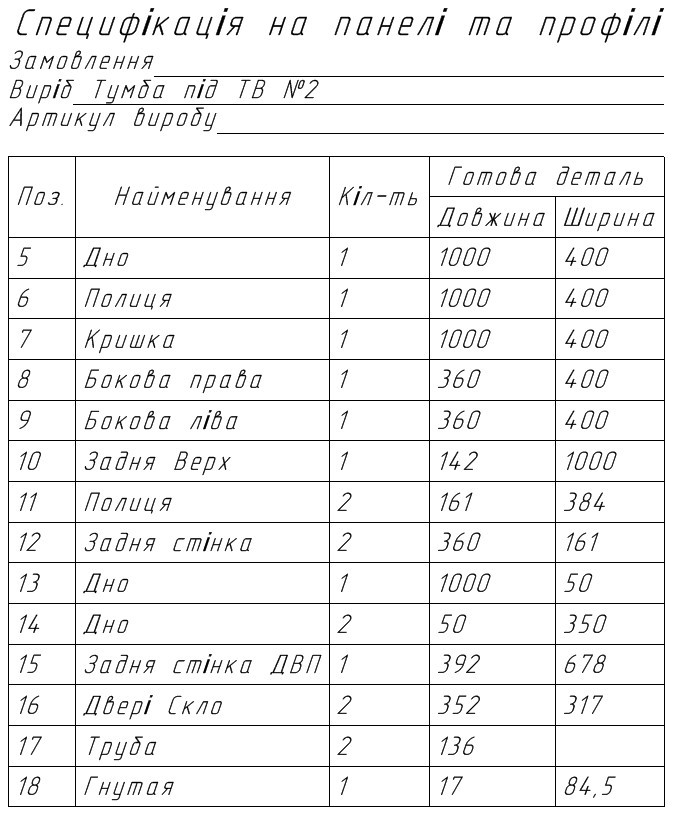 Специфікація на панелі та профілі
Замовлення
Виріб Тумба під ТВ №2
Артикул виробу
Поз. Найменування Кіл-ть Готова деталь
Довжина Ширина
5 Дно 1 1000 400
6 Полиця 1 1000 400
7 Кришка 1 1000 400
8 Бокова права 1 360 400
9 Бокова ліва 1 360 400
10 Задня Верх 1 142 1000
11 Полиця 2 161 384
12 Задня стінка 2 360 161
13 Дно 1 1000 50
14 Дно 2 50 350
15 Задня стінка ДВП 1 392 678
16 Двері Скло 2 352 317
17 Труба 2 136
18 Гнутая 1 17 84,5